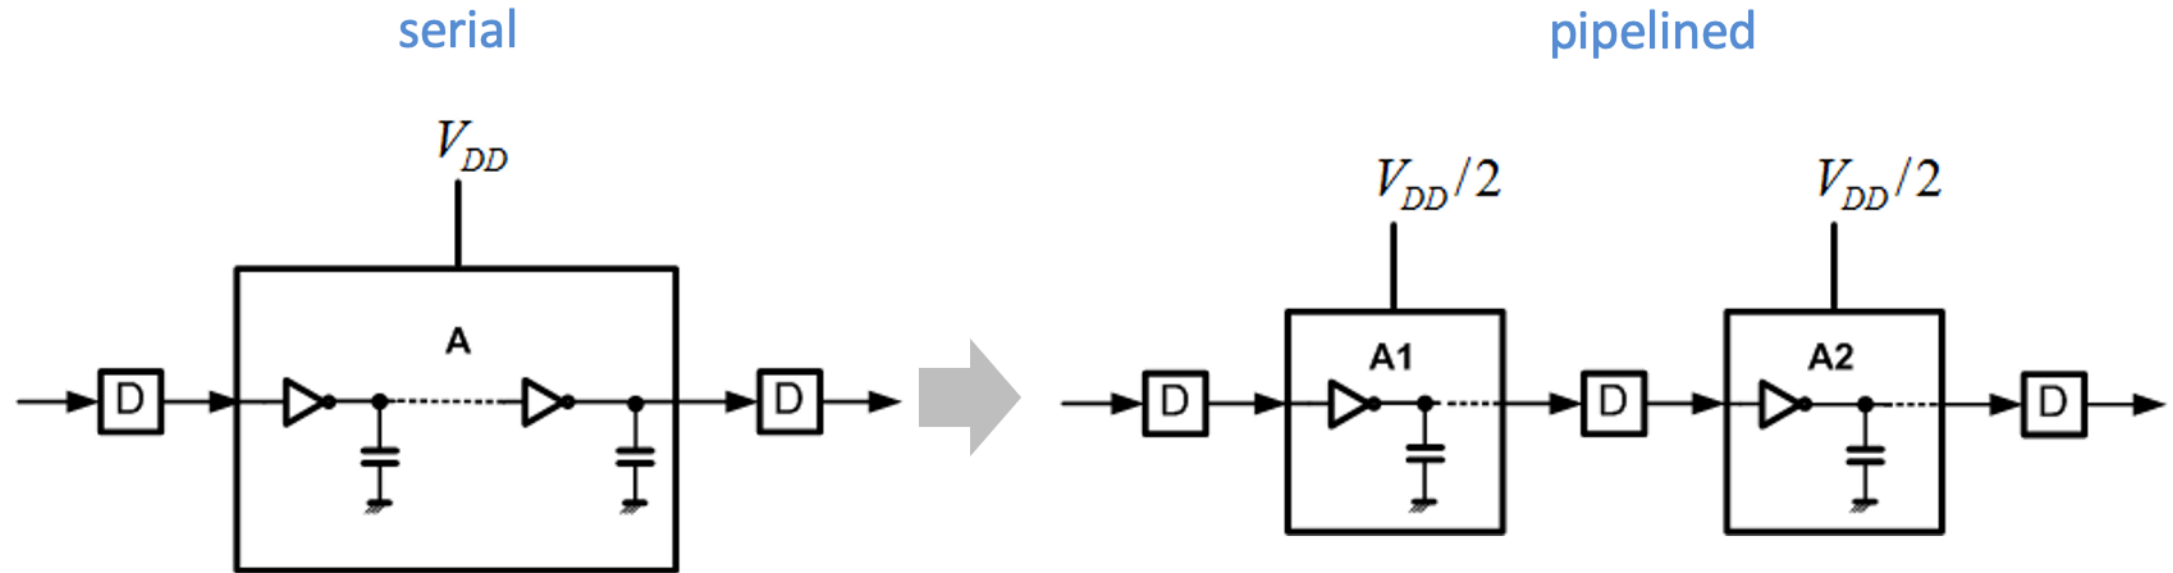 serial
pipelined
V_DD
V_DD/2
V_DD/2
A
A1
A2
D
D
D
D
D